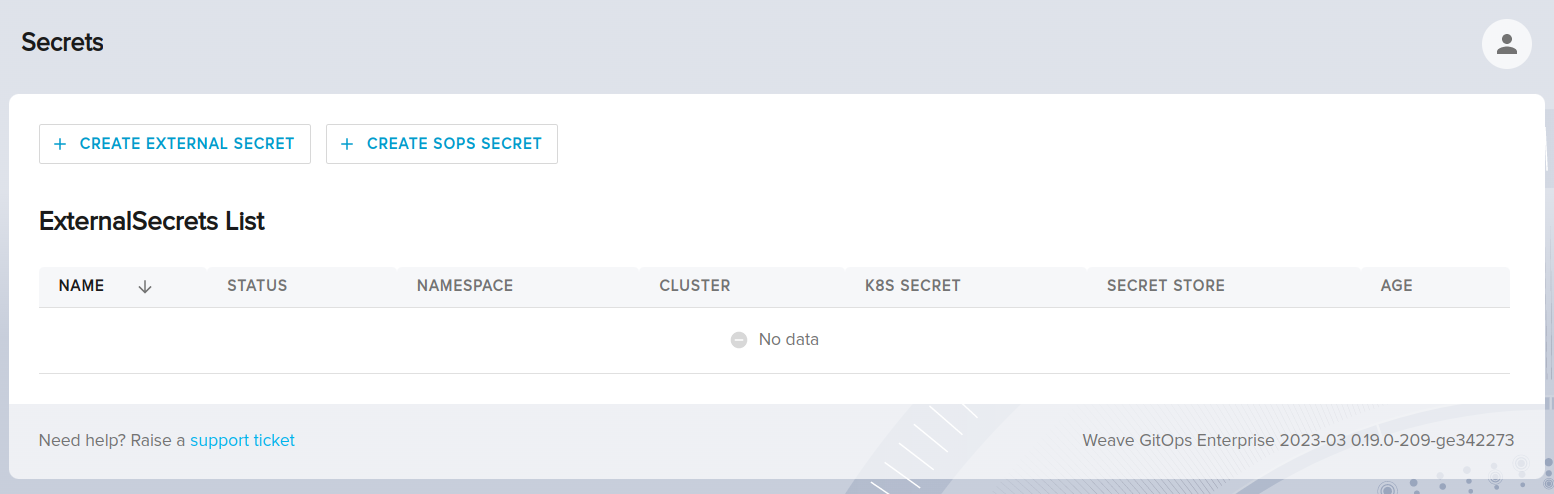 Secrets
+ CREATE EXTERNAL SECRET + CREATE SOPS SECRET
ExternalSecrets List
NAME ↓ STATUS NAMESPACE CLUSTER K8S SECRET SECRET STORE AGE
No data
Need help? Raise a support ticket Weave GitOps Enterprise 2023-03 0.19.0-209-ge342273